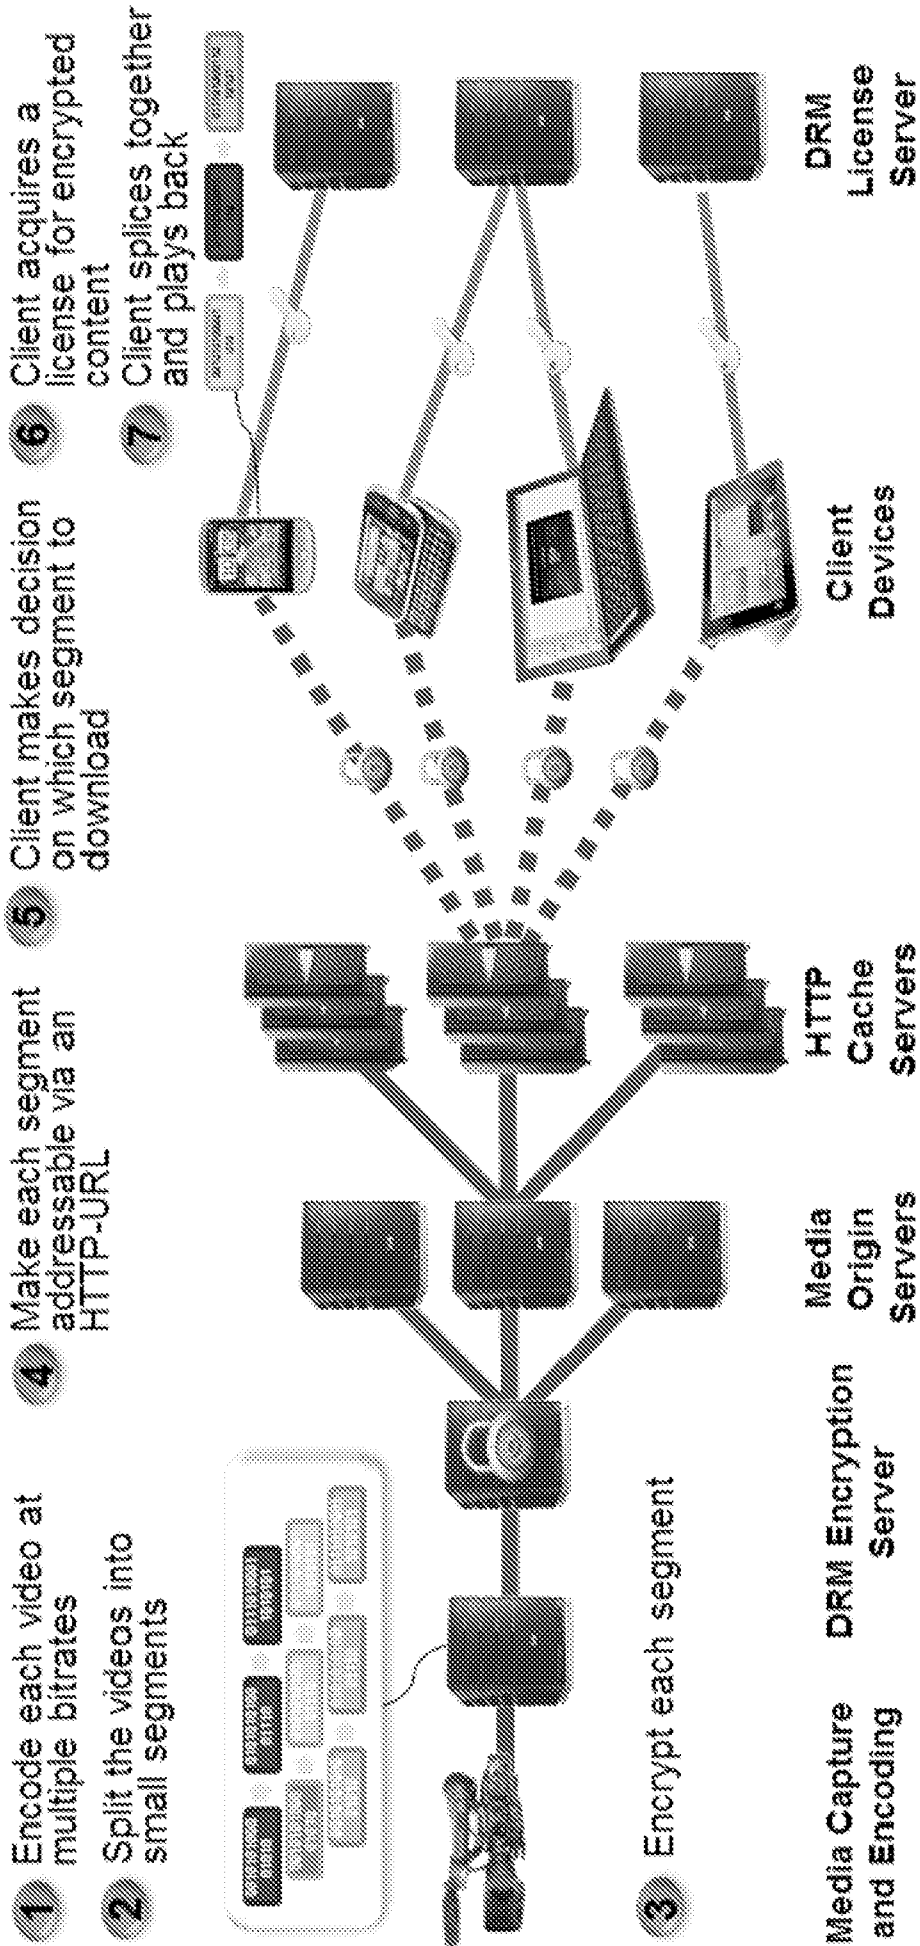 1 Encode each video at
multiple bitrates
2 Split the videos into
small segments
3 Encrypt each segment
4 Make each segment
addressable via an
HTTP-URL
5 Client makes decision
on which segment to
download
6 Client acquires a
license for encrypted
content
7 Client splices together
and plays back
Media Capture
and Encoding
DRM Encryption
Server
Media
Origin
Servers
HTTP
Cache
Servers
Client
Devices
DRM
License
Server